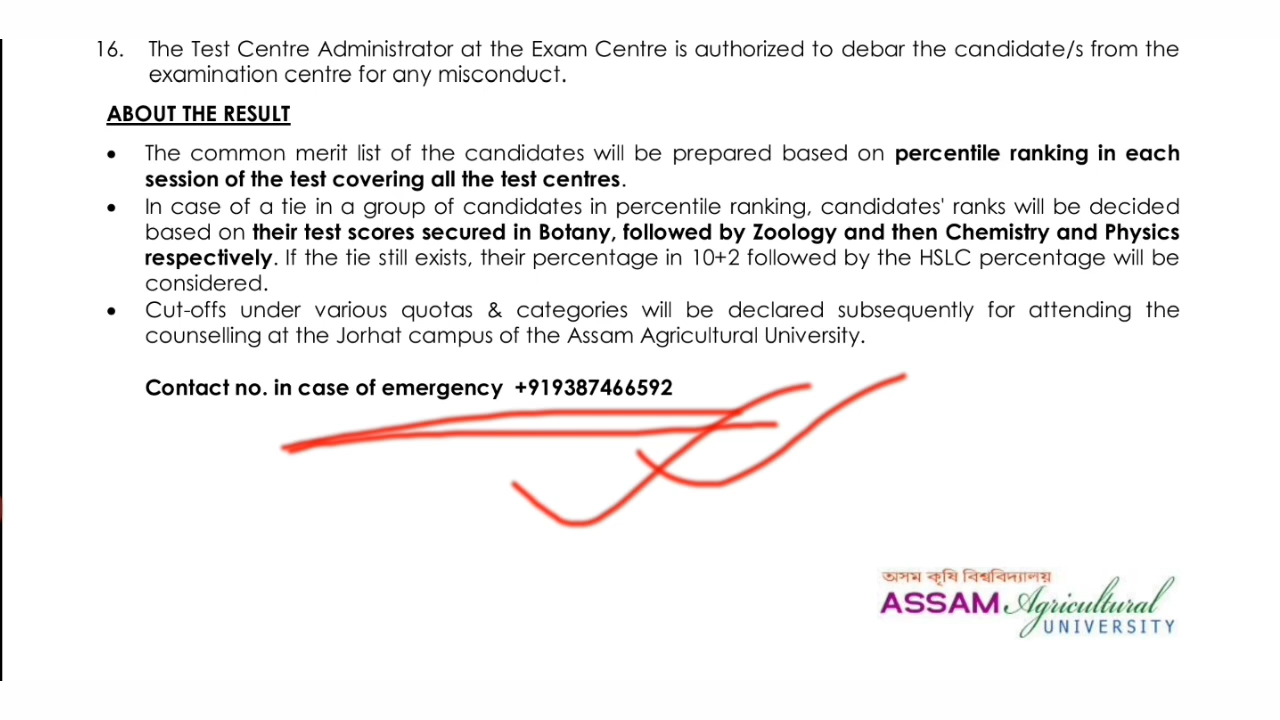 16. The Test Centre Administrator at the Exam Centre is authorized to debar the candidate/s from the
examination centre for any misconduct.
ABOUT THE RESULT
• The common merit list of the candidates will be prepared based on percentile ranking in each
session of the test covering all the test centres.
• In case of a tie in a group of candidates in percentile ranking, candidates' ranks will be decided
based on their test scores secured in Botany, followed by Zoology and then Chemistry and Physics
respectively. If the tie still exists, their percentage in 10+2 followed by the HSLC percentage will be
considered.
• Cut-offs under various quotas & categories will be declared subsequently for attending the
counselling at the Jorhat campus of the Assam Agricultural University.
Contact no. in case of emergency +919387466592
অসম কৃষি বিশ্ববিদ্যালয়
ASSAM Agricultural
UNIVERSITY